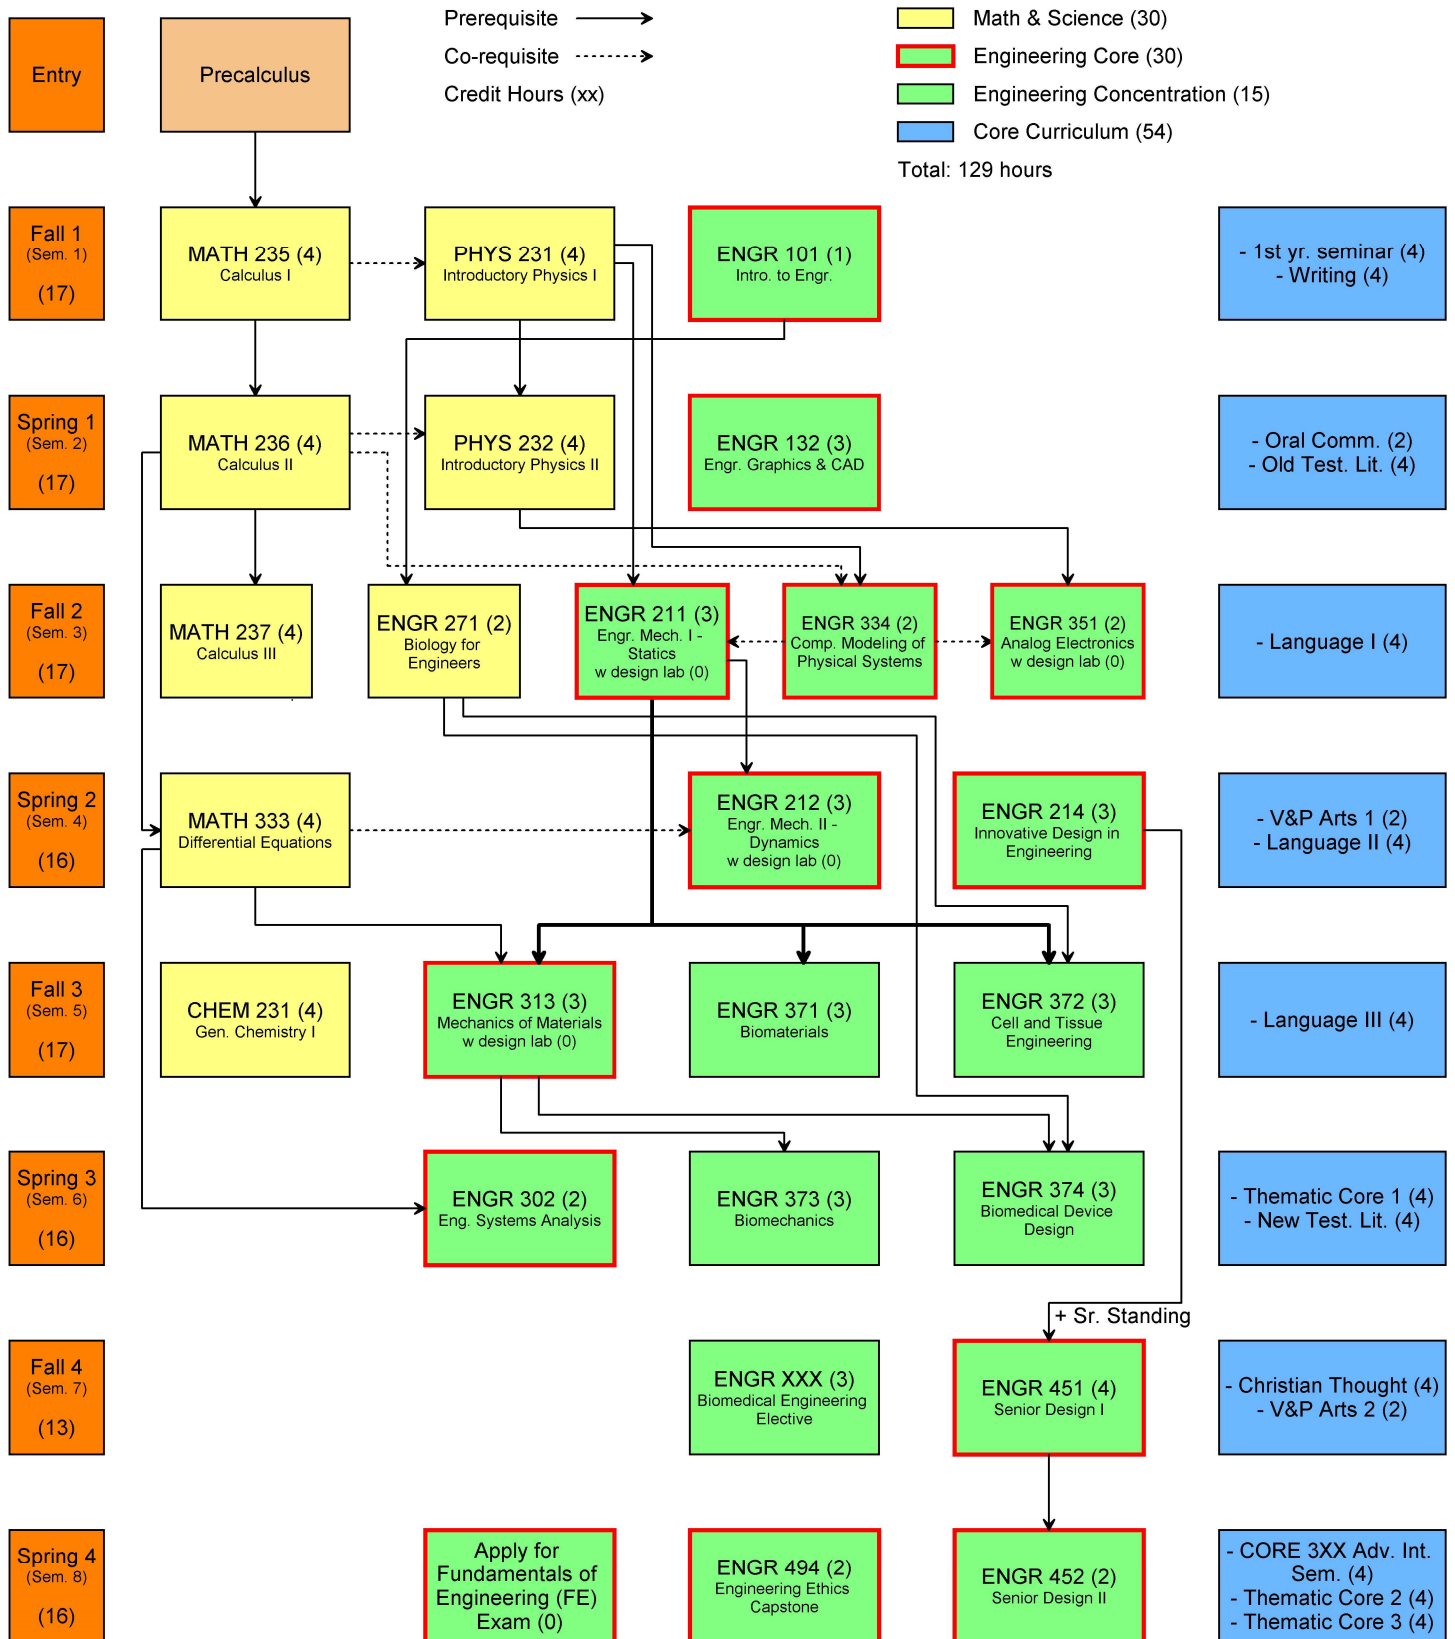 Prerequisite
Co-requisite
Credit Hours (xx)
Math & Science (30)
Engineering Core (30)
Engineering Concentration (15)
Core Curriculum (54)
Total: 129 hours
Entry
Precalculus
Fall 1
(Sem. 1)
(17)
MATH 235 (4)
Calculus I
PHYS 231 (4)
Introductory Physics I
ENGR 101 (1)
Intro. to Engr.
- 1st yr. seminar (4)
- Writing (4)
Spring 1
(Sem. 2)
(17)
MATH 236 (4)
Calculus II
PHYS 232 (4)
Introductory Physics II
ENGR 132 (3)
Engr. Graphics & CAD
- Oral Comm. (2)
- Old Test. Lit. (4)
Fall 2
(Sem. 3)
(17)
MATH 237 (4)
Calculus III
ENGR 271 (2)
Biology for
Engineers
ENGR 211 (3)
Engr. Mech. I -
Statics
w design lab (0)
ENGR 334 (2)
Comp. Modeling of
Physical Systems
ENGR 351 (2)
Analog Electronics
w design lab (0)
- Language I (4)
Spring 2
(Sem. 4)
(16)
MATH 333 (4)
Differential Equations
ENGR 212 (3)
Engr. Mech. II -
Dynamics
w design lab (0)
ENGR 214 (3)
Innovative Design in
Engineering
- V&P Arts 1 (2)
- Language II (4)
Fall 3
(Sem. 5)
(17)
CHEM 231 (4)
Gen. Chemistry I
ENGR 313 (3)
Mechanics of Materials
w design lab (0)
ENGR 371 (3)
Biomaterials
ENGR 372 (3)
Cell and Tissue
Engineering
- Language III (4)
Spring 3
(Sem. 6)
(16)
ENGR 302 (2)
Eng. Systems Analysis
ENGR 373 (3)
Biomechanics
ENGR 374 (3)
Biomedical Device
Design
- Thematic Core 1 (4)
- New Test. Lit. (4)
+ Sr. Standing
Fall 4
(Sem. 7)
(13)
ENGR XXX (3)
Biomedical Engineering
Elective
ENGR 451 (4)
Senior Design I
- Christian Thought (4)
- V&P Arts 2 (2)
Spring 4
(Sem. 8)
(16)
Apply for
Fundamentals of
Engineering (FE)
Exam (0)
ENGR 494 (2)
Engineering Ethics
Capstone
ENGR 452 (2)
Senior Design II
- CORE 3XX Adv. Int.
Sem. (4)
- Thematic Core 2 (4)
- Thematic Core 3 (4)